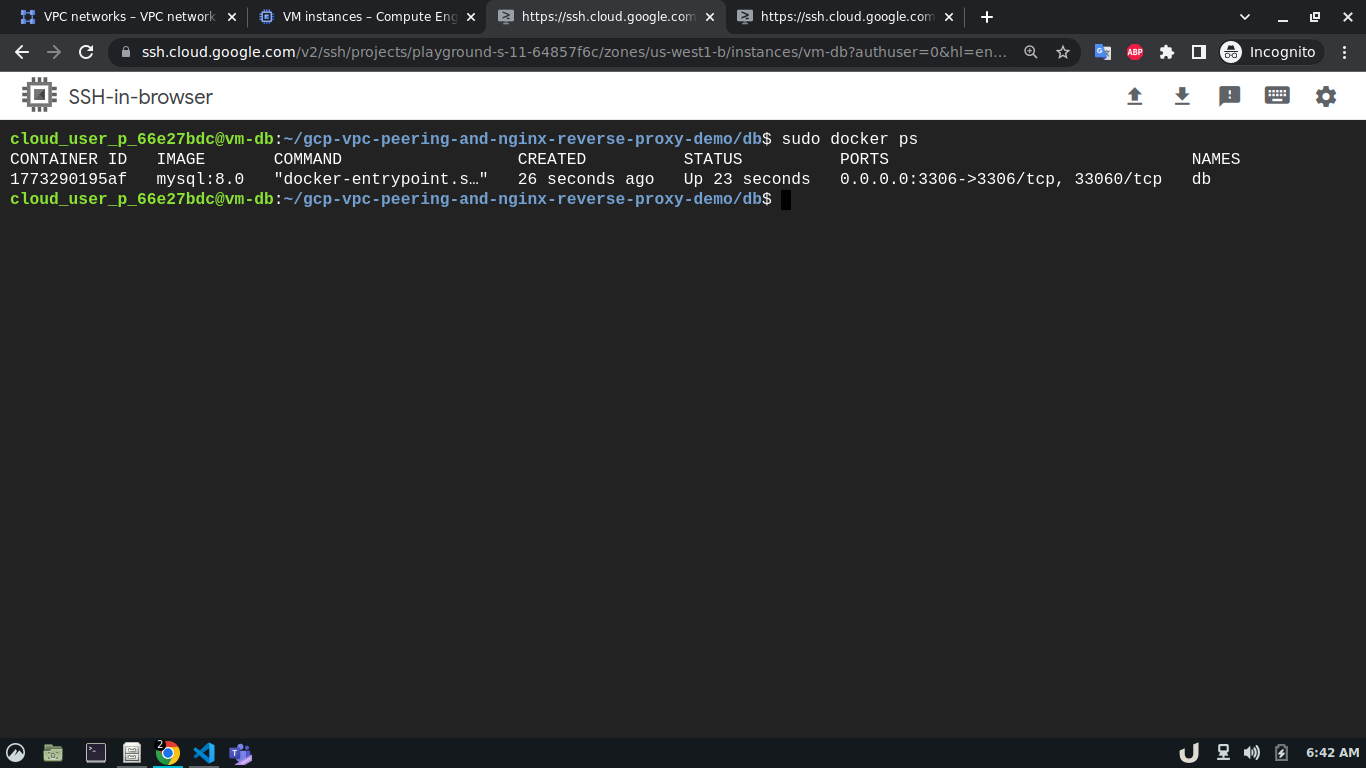 VPC networks – VPC network
VM instances – Compute Eng
https://ssh.cloud.google.com
https://ssh.cloud.google.com
ssh.cloud.google.com/v2/ssh/projects/playground-s-11-64857f6c/zones/us-west1-b/instances/vm-db?authuser=0&hl=en...
ABP
Incognito
SSH-in-browser
cloud_user_p_66e27bdc@vm-db:~/gcp-vpc-peering-and-nginx-reverse-proxy-demo/db$ sudo docker ps
CONTAINER ID IMAGE COMMAND CREATED STATUS PORTS NAMES
1773290195af mysql:8.0 "docker-entrypoint.s…" 26 seconds ago Up 23 seconds 0.0.0.0:3306->3306/tcp, 33060/tcp db
cloud_user_p_66e27bdc@vm-db:~/gcp-vpc-peering-and-nginx-reverse-proxy-demo/db$
2
6:42 AM